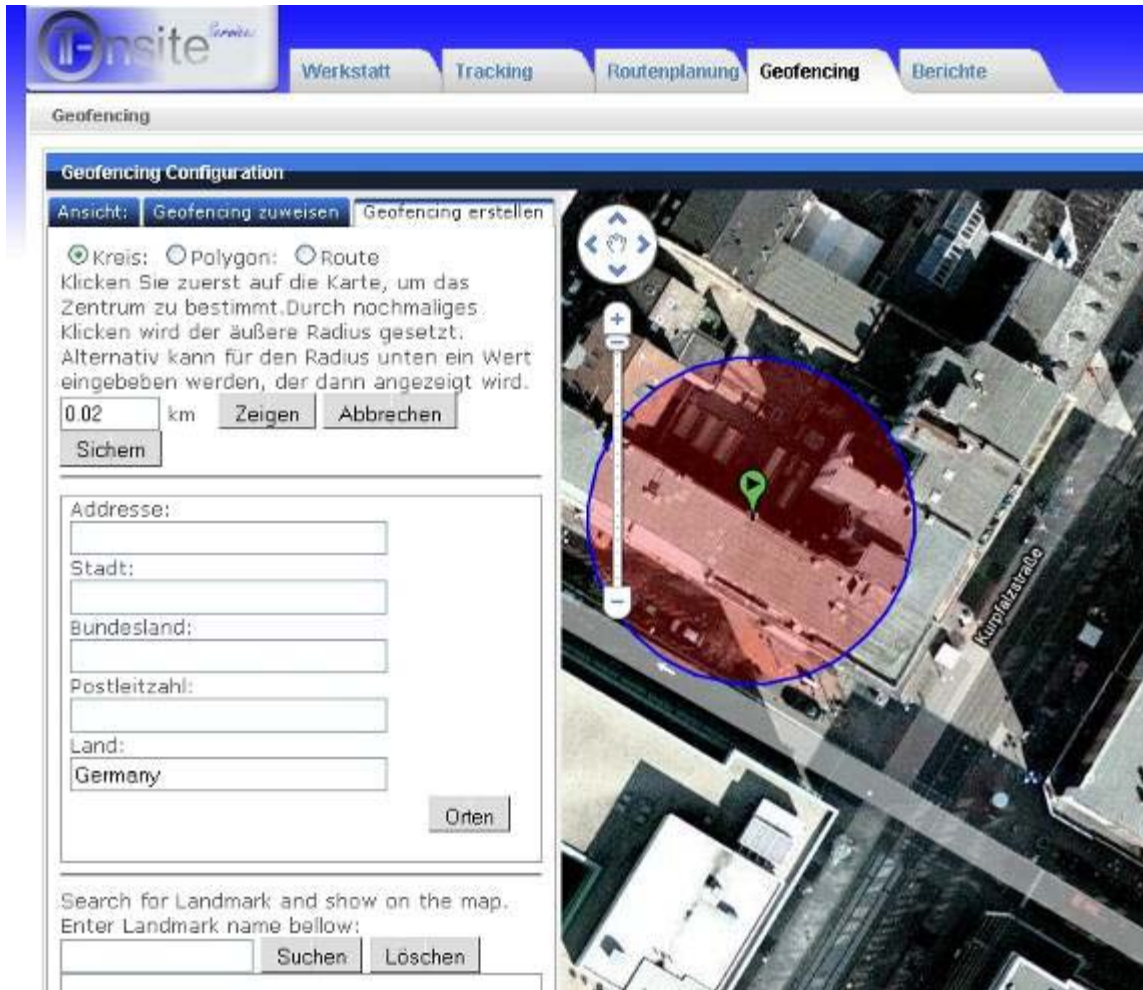 T-nsite Service
Werkstatt Tracking Routenplanung Geofencing Berichte
Geofencing
Geofencing Configuration
Ansicht: Geofencing zuweisen Geofencing erstellen
Kreis: Polygon: Route
Klicken Sie zuerst auf die Karte, um das
Zentrum zu bestimmt.Durch nochmaliges
Klicken wird der äußere Radius gesetzt.
Alternativ kann für den Radius unten ein Wert
eingebeben werden, der dann angezeigt wird.
0.02 km Zeigen Abbrechen
Sichern
Addresse:
Stadt:
Bundesland:
Postleitzahl:
Land:
Germany
Orten
Search for Landmark and show on the map.
Enter Landmark name bellow:
Suchen Löschen
Kurpfalzstraße